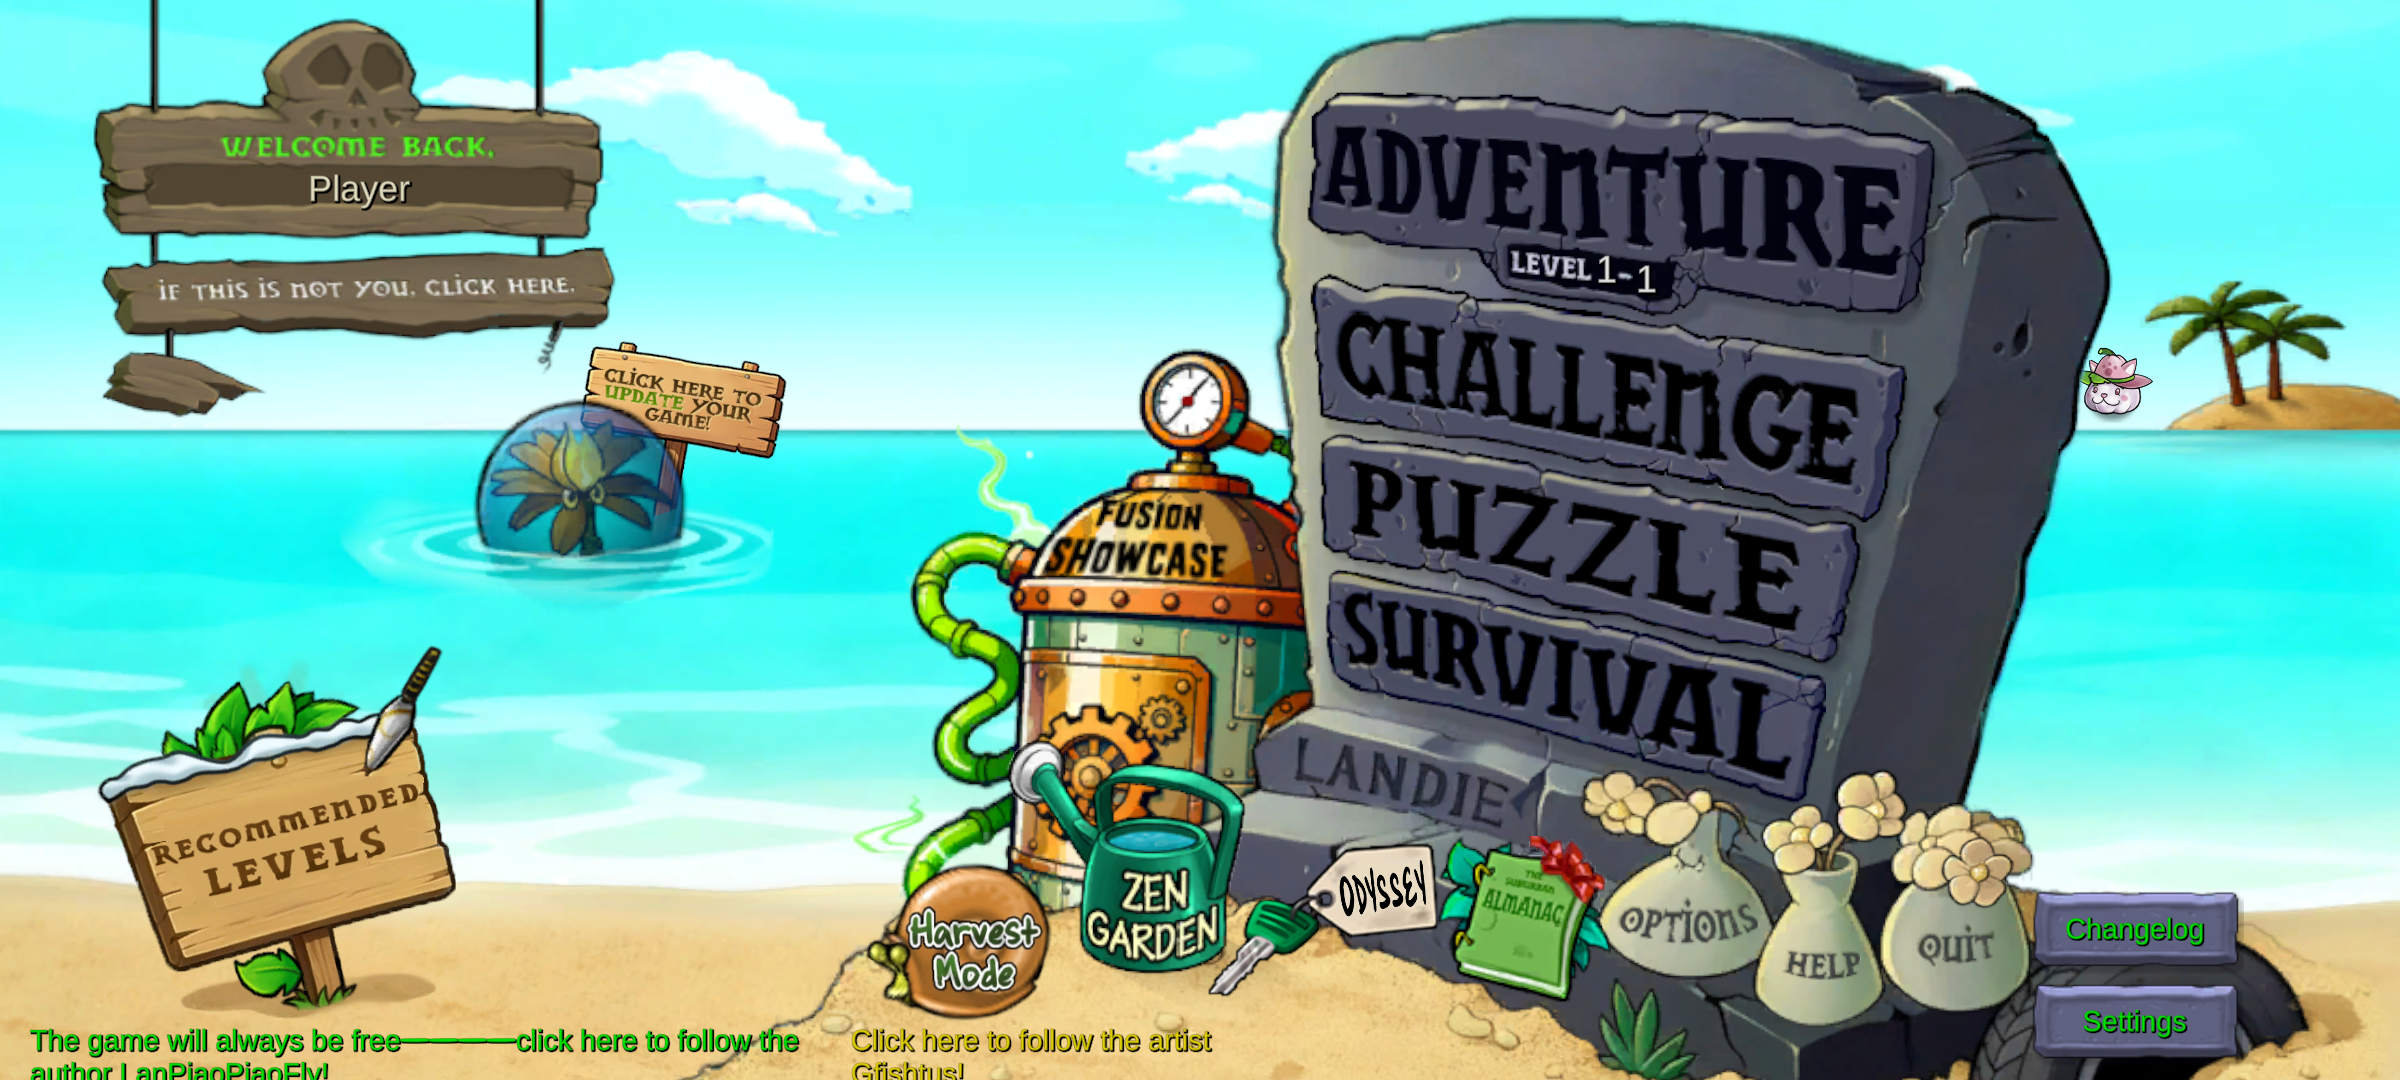 WELCOME BACK,
Player
IF THIS IS NOT YOU, CLICK HERE.
CLICK HERE TO
UPDATE YOUR
GAME!
ADVENTURE
LEVEL 1-1
CHALLENGE
PUZZLE
SURVIVAL
LANDIE
FUSION
SHOWCASE
RECOMMENDED
LEVELS
Harvest
Mode
ZEN
GARDEN
ODYSSEY
THE
SUBURBAN
ALMANAC
OPTIONS
HELP
QUIT
Changelog
Settings
The game will always be free————click here to follow the
author LanPiaoPiaoFly!
Click here to follow the artist
Gfishtus!